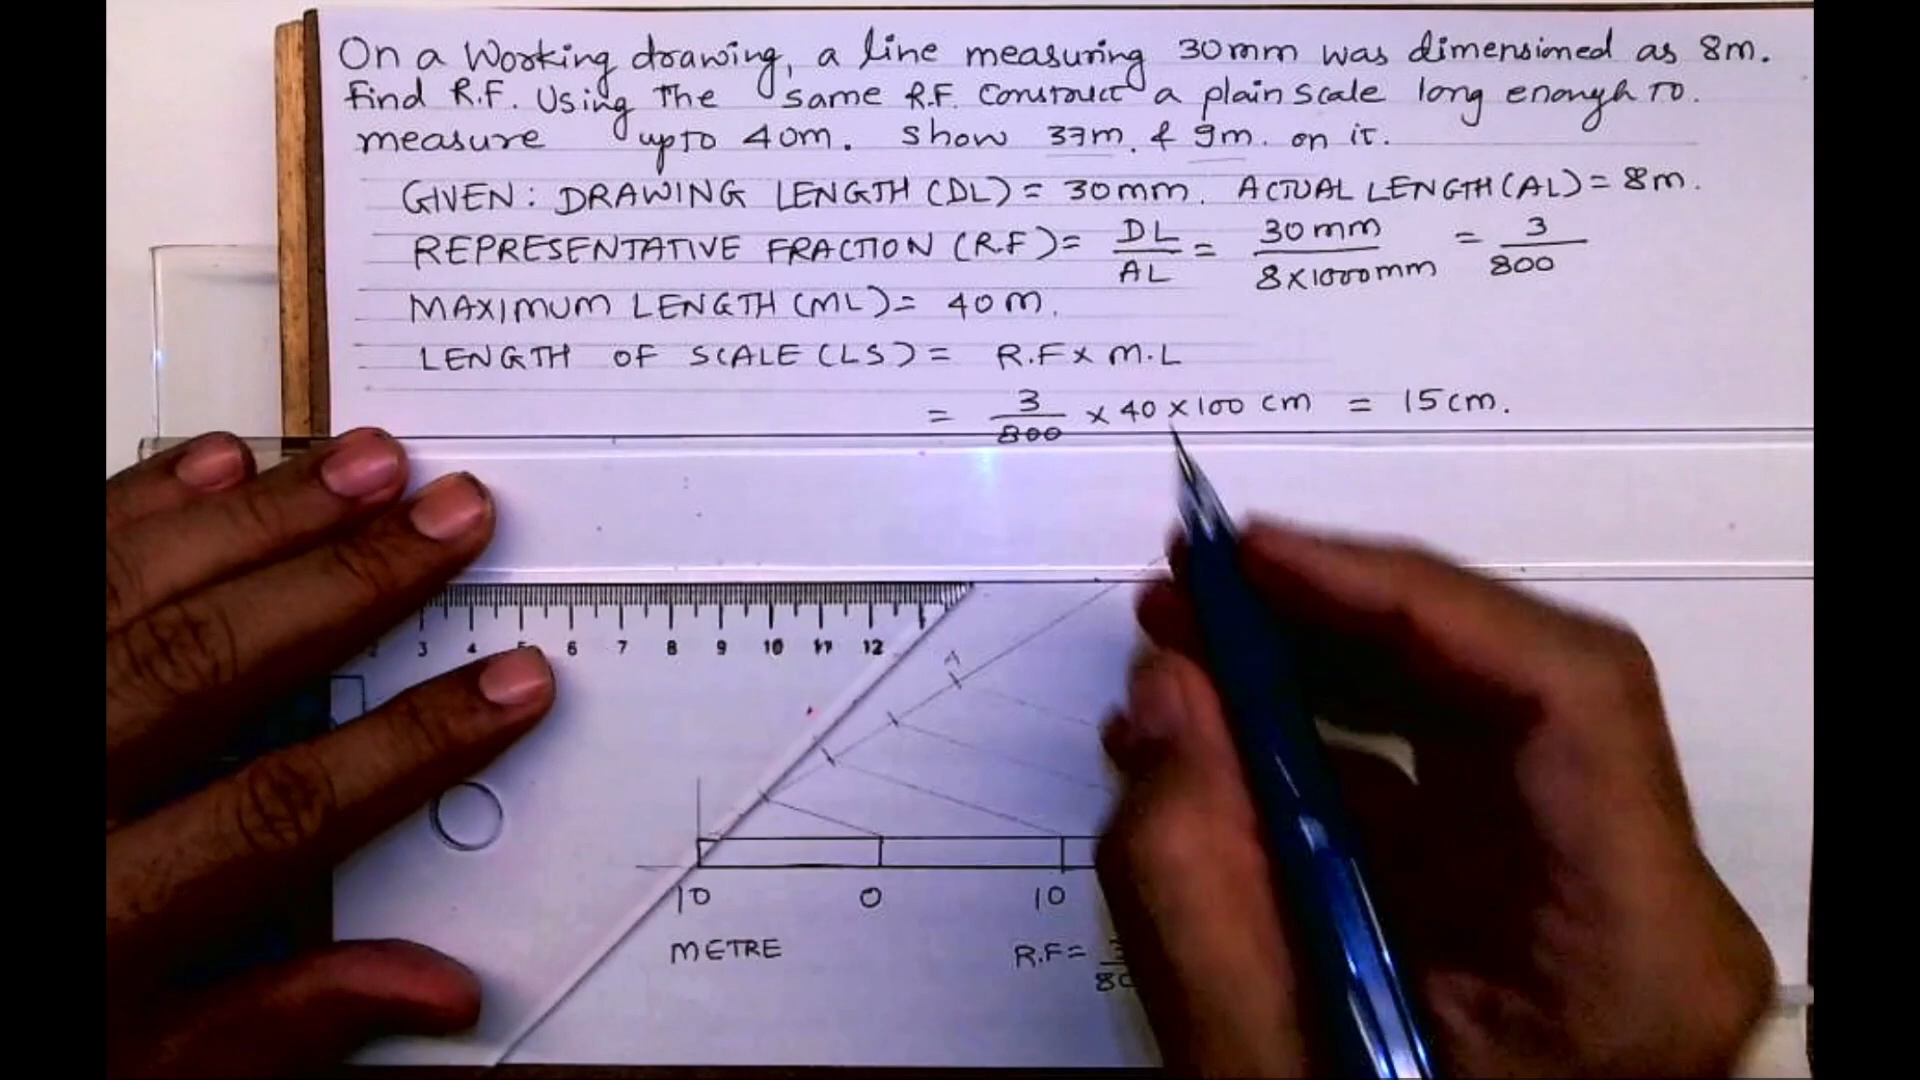 On a Working drawing, a line measuring 30mm was dimensioned as 8m.
Find R.F. Using The same R.F. Construct a plain scale long enough to.
measure upto 40m. Show 37m. & 9m. on it.
GIVEN: DRAWING LENGTH (DL) = 30mm. ACTUAL LENGTH (AL) = 8m.
REPRESENTATIVE FRACTION (R.F) = DL/AL = 30mm/8x1000mm = 3/800
MAXIMUM LENGTH (ML) = 40m.
LENGTH OF SCALE (LS) = R.F x M.L
= 3/800 x 40 x 100 cm = 15cm.
3 4 5 6 7 8 9 10 11 12
A
10 0 10
METRE R.F =